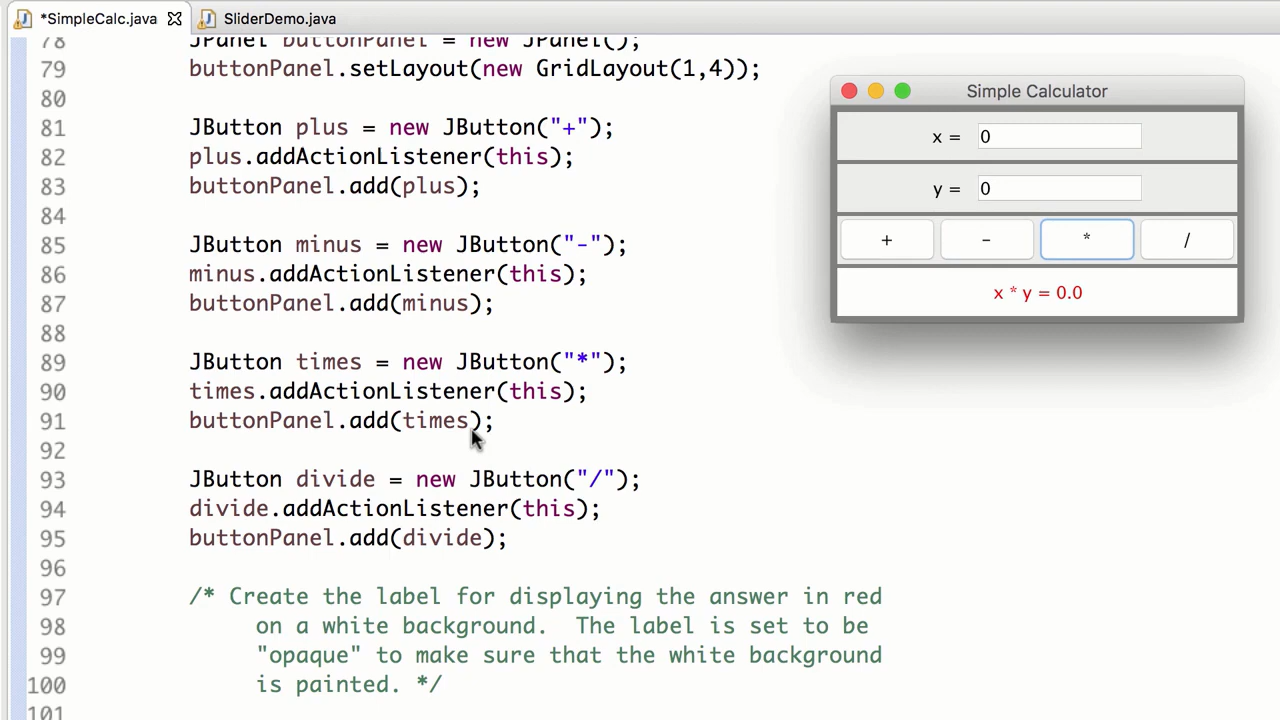 *SimpleCalc.java SliderDemo.java
78 JPanel buttonPanel = new JPanel();
79 buttonPanel.setLayout(new GridLayout(1,4));
80
81 JButton plus = new JButton("+");
82 plus.addActionListener(this);
83 buttonPanel.add(plus);
84
85 JButton minus = new JButton("-");
86 minus.addActionListener(this);
87 buttonPanel.add(minus);
88
89 JButton times = new JButton("*");
90 times.addActionListener(this);
91 buttonPanel.add(times);
92
93 JButton divide = new JButton("/");
94 divide.addActionListener(this);
95 buttonPanel.add(divide);
96
97 /* Create the label for displaying the answer in red
98 on a white background.  The label is set to be
99 "opaque" to make sure that the white background
100 is painted. */
101
Simple Calculator
x = 0
y = 0
+ - * /
x * y = 0.0